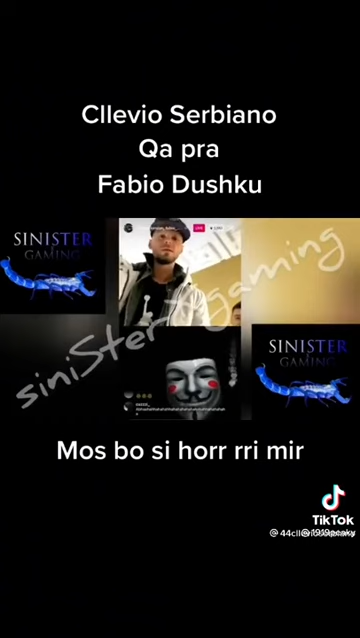 Cllevio Serbiano
Qa pra
Fabio Dushku
SINISTER
GAMING
LIVE
siniSter gaming
SINISTER
GAMING
Mos bo si horr rri mir
TikTok